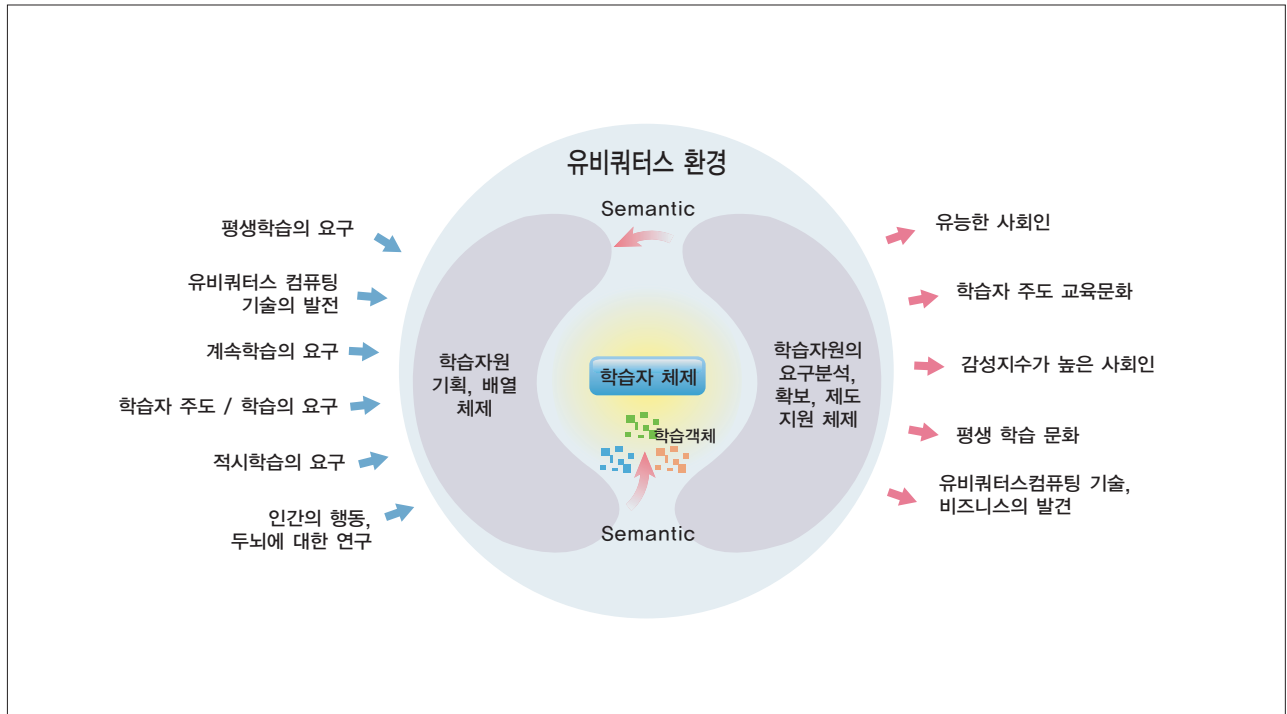 유비쿼터스 환경
Semantic
평생학습의 요구
유비쿼터스 컴퓨팅
기술의 발전
계속학습의 요구
학습자 주도 / 학습의 요구
적시학습의 요구
인간의 행동,
두뇌에 대한 연구
학습자원
기획, 배열
체제
학습자 체제
학습객체
Semantic
학습자원의
요구분석,
확보, 제도
지원 체제
유능한 사회인
학습자 주도 교육문화
감성지수가 높은 사회인
평생 학습 문화
유비쿼터스컴퓨팅 기술,
비즈니스의 발견